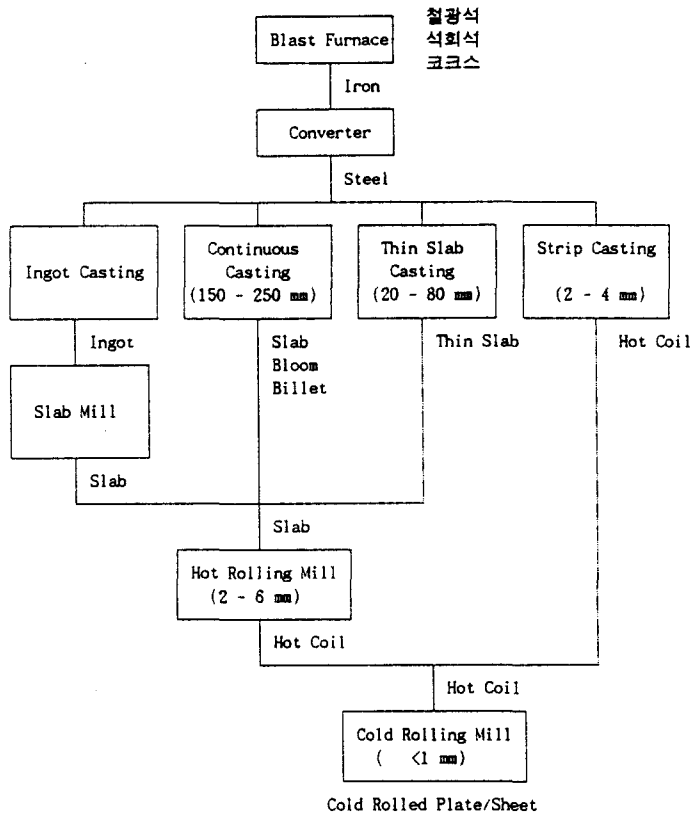 철광석
석회석
코크스
Blast Furnace
Iron
Converter
Steel
Ingot Casting
Continuous
Casting
(150 - 250 mm)
Thin Slab
Casting
(20 - 80 mm)
Strip Casting
(2 - 4 mm)
Ingot
Slab
Bloom
Billet
Thin Slab
Hot Coil
Slab Mill
Slab
Slab
Hot Rolling Mill
(2 - 6 mm)
Hot Coil
Hot Coil
Cold Rolling Mill
( <1 mm)
Cold Rolled Plate/Sheet